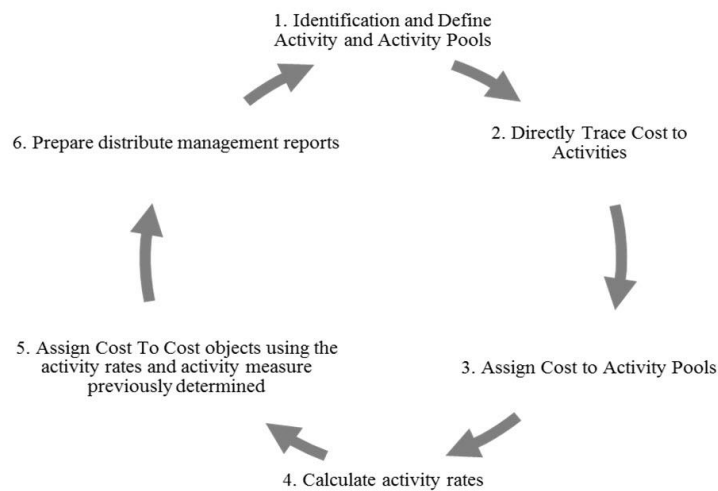 1. Identification and Define
Activity and Activity Pools
2. Directly Trace Cost to
Activities
3. Assign Cost to Activity Pools
4. Calculate activity rates
5. Assign Cost To Cost objects using the
activity rates and activity measure
previously determined
6. Prepare distribute management reports